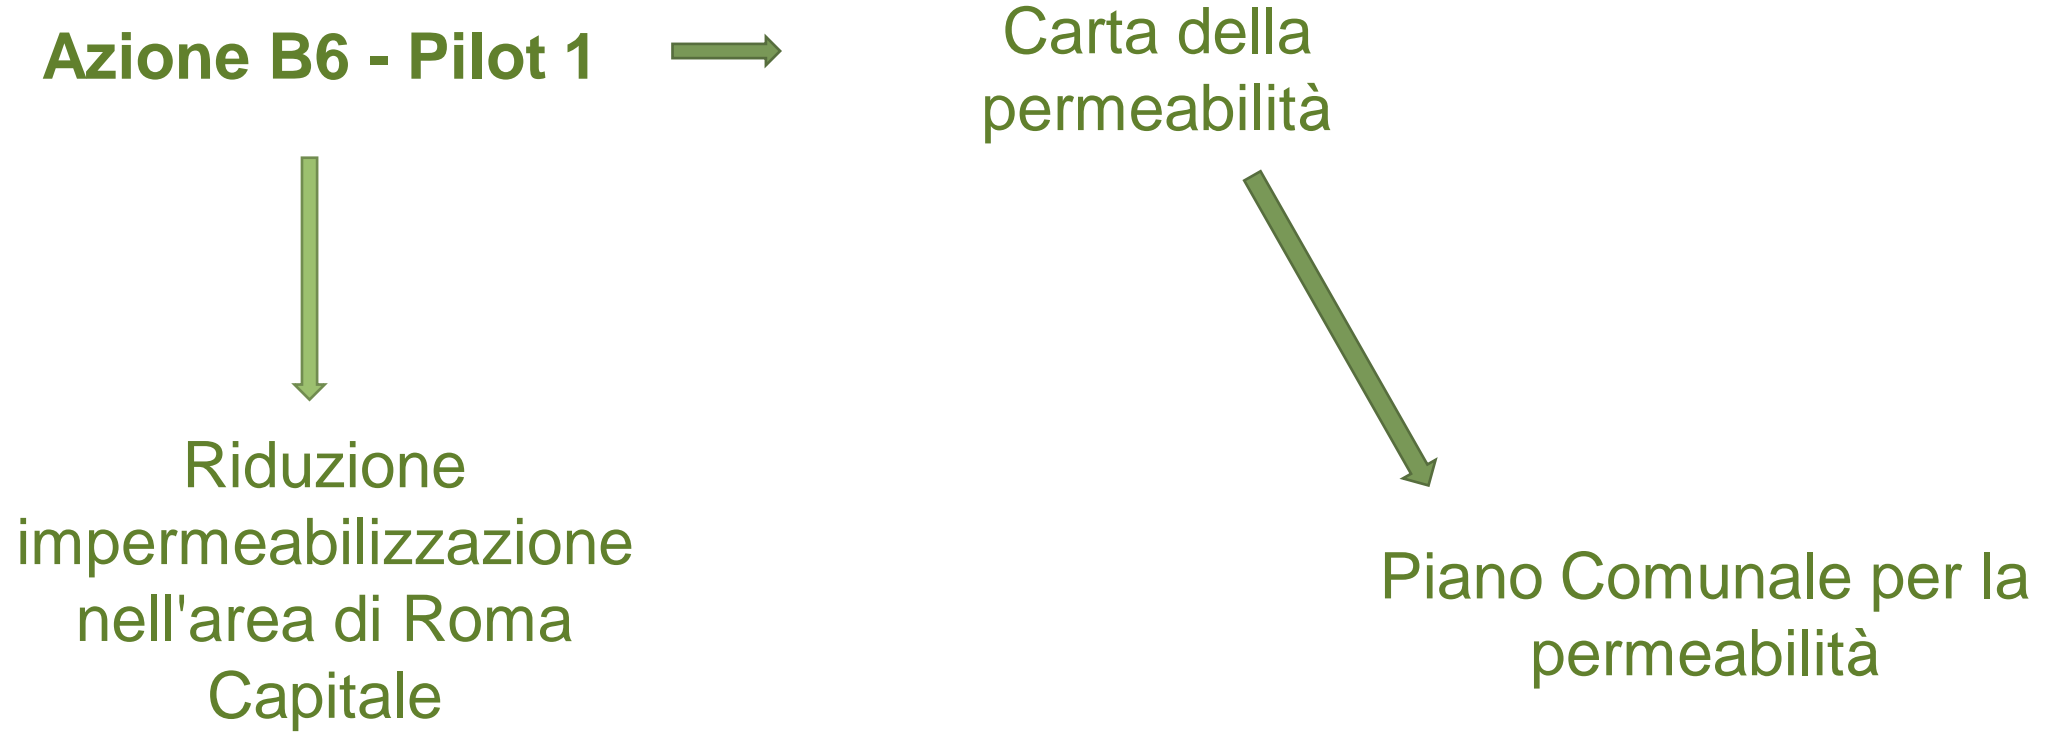 Azione B6 - Pilot 1
Carta della
permeabilità
Riduzione
impermeabilizzazione
nell'area di Roma
Capitale
Piano Comunale per la
permeabilità